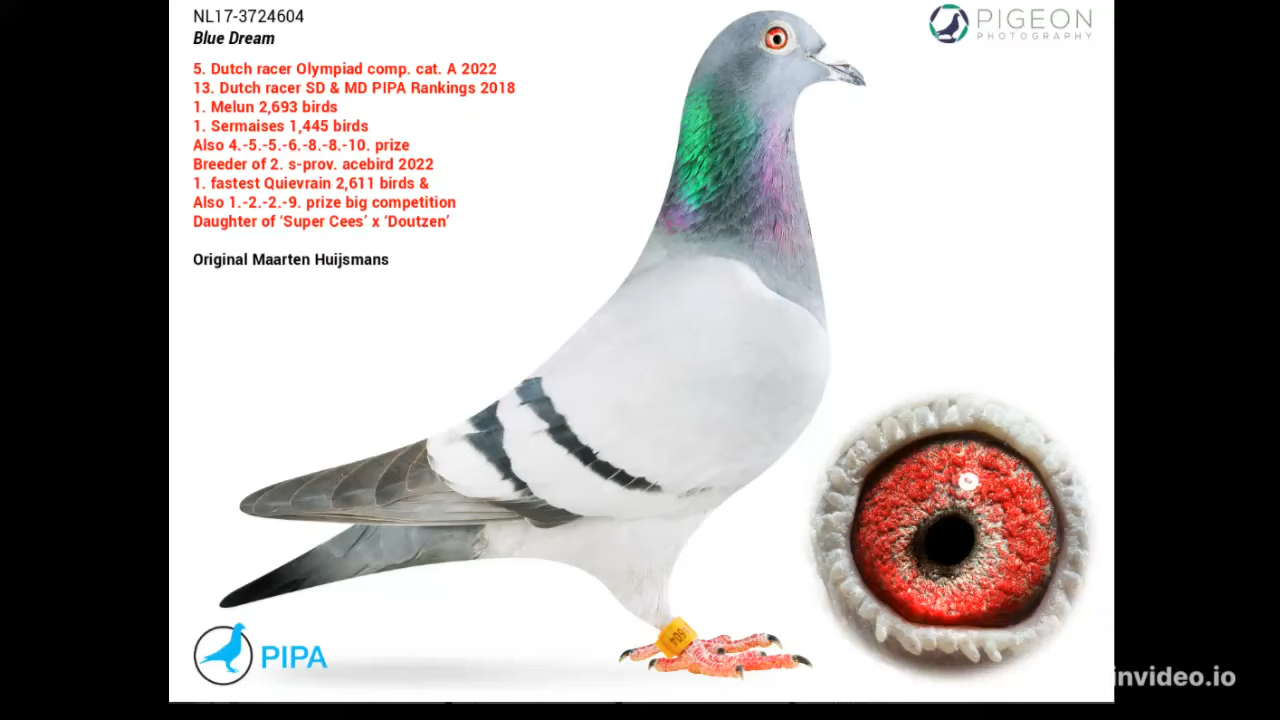 NL17-3724604
Blue Dream
5. Dutch racer Olympiad comp. cat. A 2022
13. Dutch racer SD & MD PIPA Rankings 2018
1. Melun 2,693 birds
1. Sermaises 1,445 birds
Also 4.-5.-5.-6.-8.-8.-10. prize
Breeder of 2. s-prov. acebird 2022
1. fastest Quievrain 2,611 birds &
Also 1.-2.-2.-9. prize big competition
Daughter of ‘Super Cees’ x ‘Doutzen’
Original Maarten Huijsmans
PIGEON
PHOTOGRAPHY
604
PIPA
invideo.io